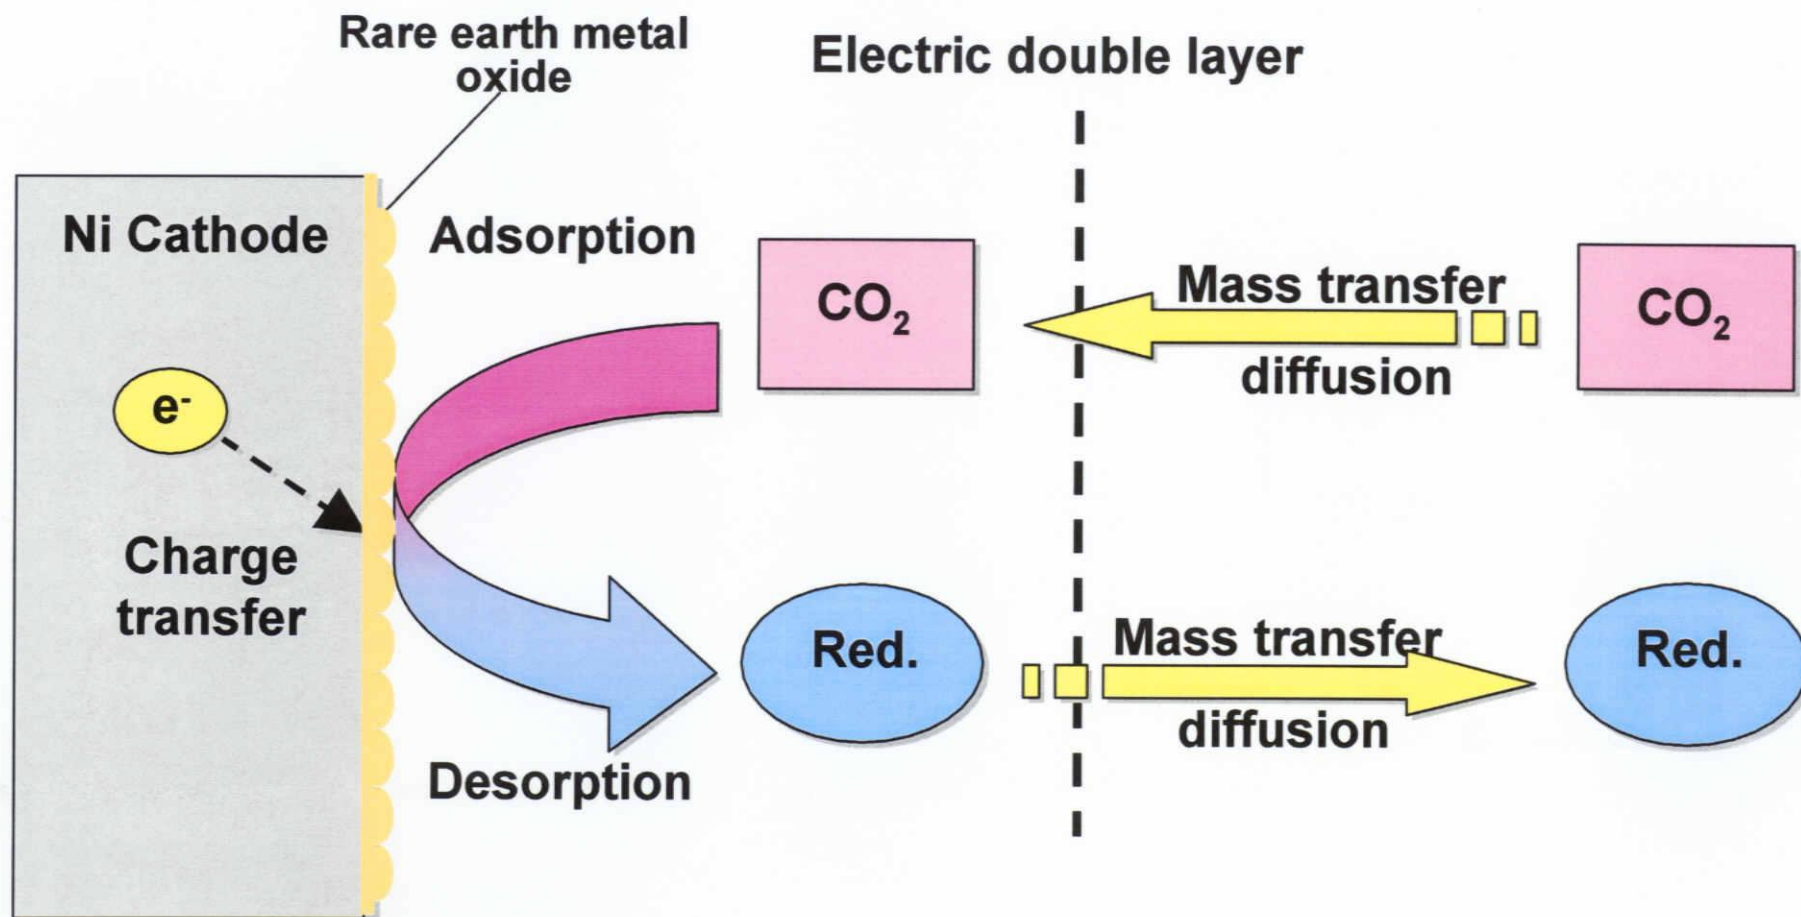 Rare earth metal
oxide
Electric double layer
Ni Cathode
Adsorption
CO₂
Mass transfer
diffusion
CO₂
e⁻
Charge
transfer
Red.
Mass transfer
diffusion
Red.
Desorption